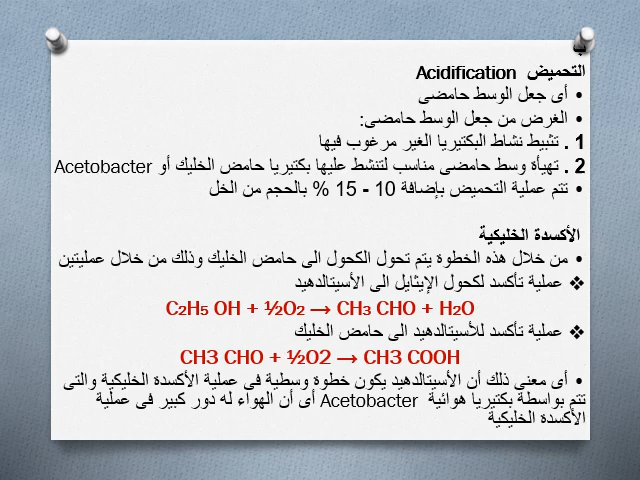 ب
التحميض Acidification
• أى جعل الوسط حامضى
• الغرض من جعل الوسط حامضى:
1 . تثبيط نشاط البكتيريا الغير مرغوب فيها
2 . تهيأة وسط حامضى مناسب لتنشط عليها بكتيريا حامض الخليك أو Acetobacter
• تتم عملية التحميض بإضافة 10 - 15 % بالحجم من الخل
الأكسدة الخليكية
• من خلال هذه الخطوة يتم تحول الكحول الى حامض الخليك وذلك من خلال عمليتين
❖ عملية تأكسد لكحول الإيثايل الى الأسيتالدهيد
C₂H₅ OH + ½O₂ → CH₃ CHO + H₂O
❖ عملية تأكسد للأسيتالدهيد الى حامض الخليك
CH3 CHO + ½O2 → CH3 COOH
• أى معنى ذلك أن الأسيتالدهيد يكون خطوة وسطية فى عملية الأكسدة الخليكية والتى
تتم بواسطة بكتيريا هوائية Acetobacter أى أن الهواء له دور كبير فى عملية
الأكسدة الخليكية